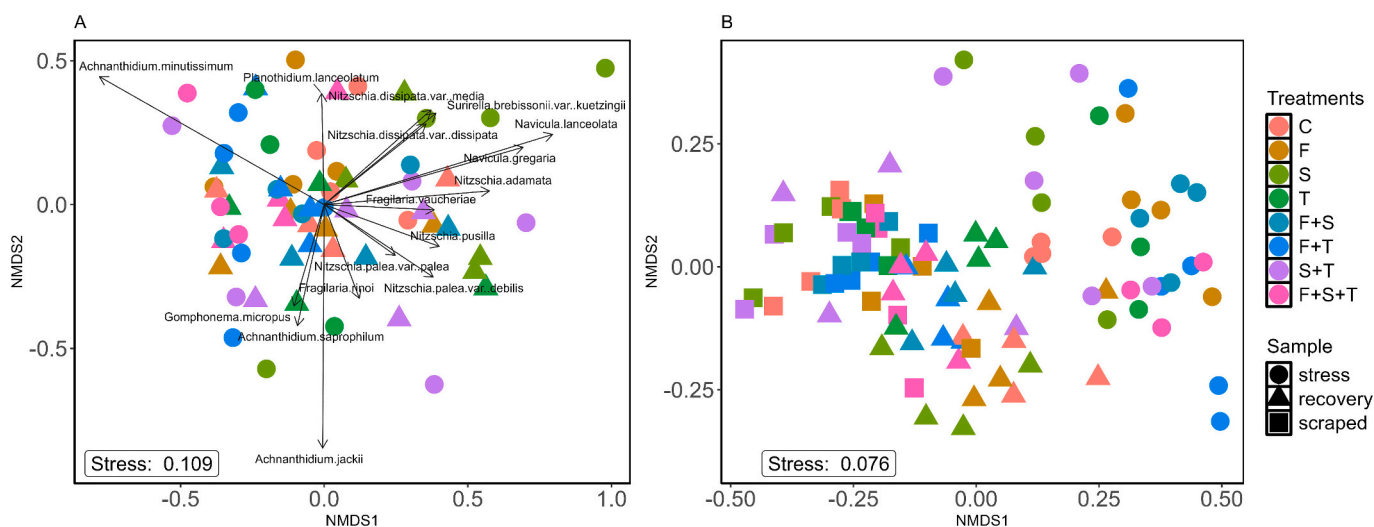 A
B
0.5
0.0
-0.5
NMDS2
Achnanthidium.minutissimum
Planothidium.lanceolatum
Nitzschia.dissipata.var..media
Surirella.brebissonii.var..kuetzingii
Navicula.lanceolata
Nitzschia.dissipata.var..dissipata
Navicula.gregaria
Nitzschia.adamata
Fragilaria.vaucheriae
Nitzschia.pusilla
Nitzschia.palea.var..palea
Nitzschia.palea.var..debilis
Fragilaria.rinoi
Gomphonema.micropus
Achnanthidium.saprophilum
Achnanthidium.jackii
Stress: 0.109
-0.5
0.0
0.5
1.0
NMDS1
0.25
0.00
-0.25
NMDS2
Stress: 0.076
-0.50
-0.25
0.00
0.25
0.50
NMDS1
Treatments
C
F
S
T
F+S
F+T
S+T
F+S+T
Sample
stress
recovery
scraped